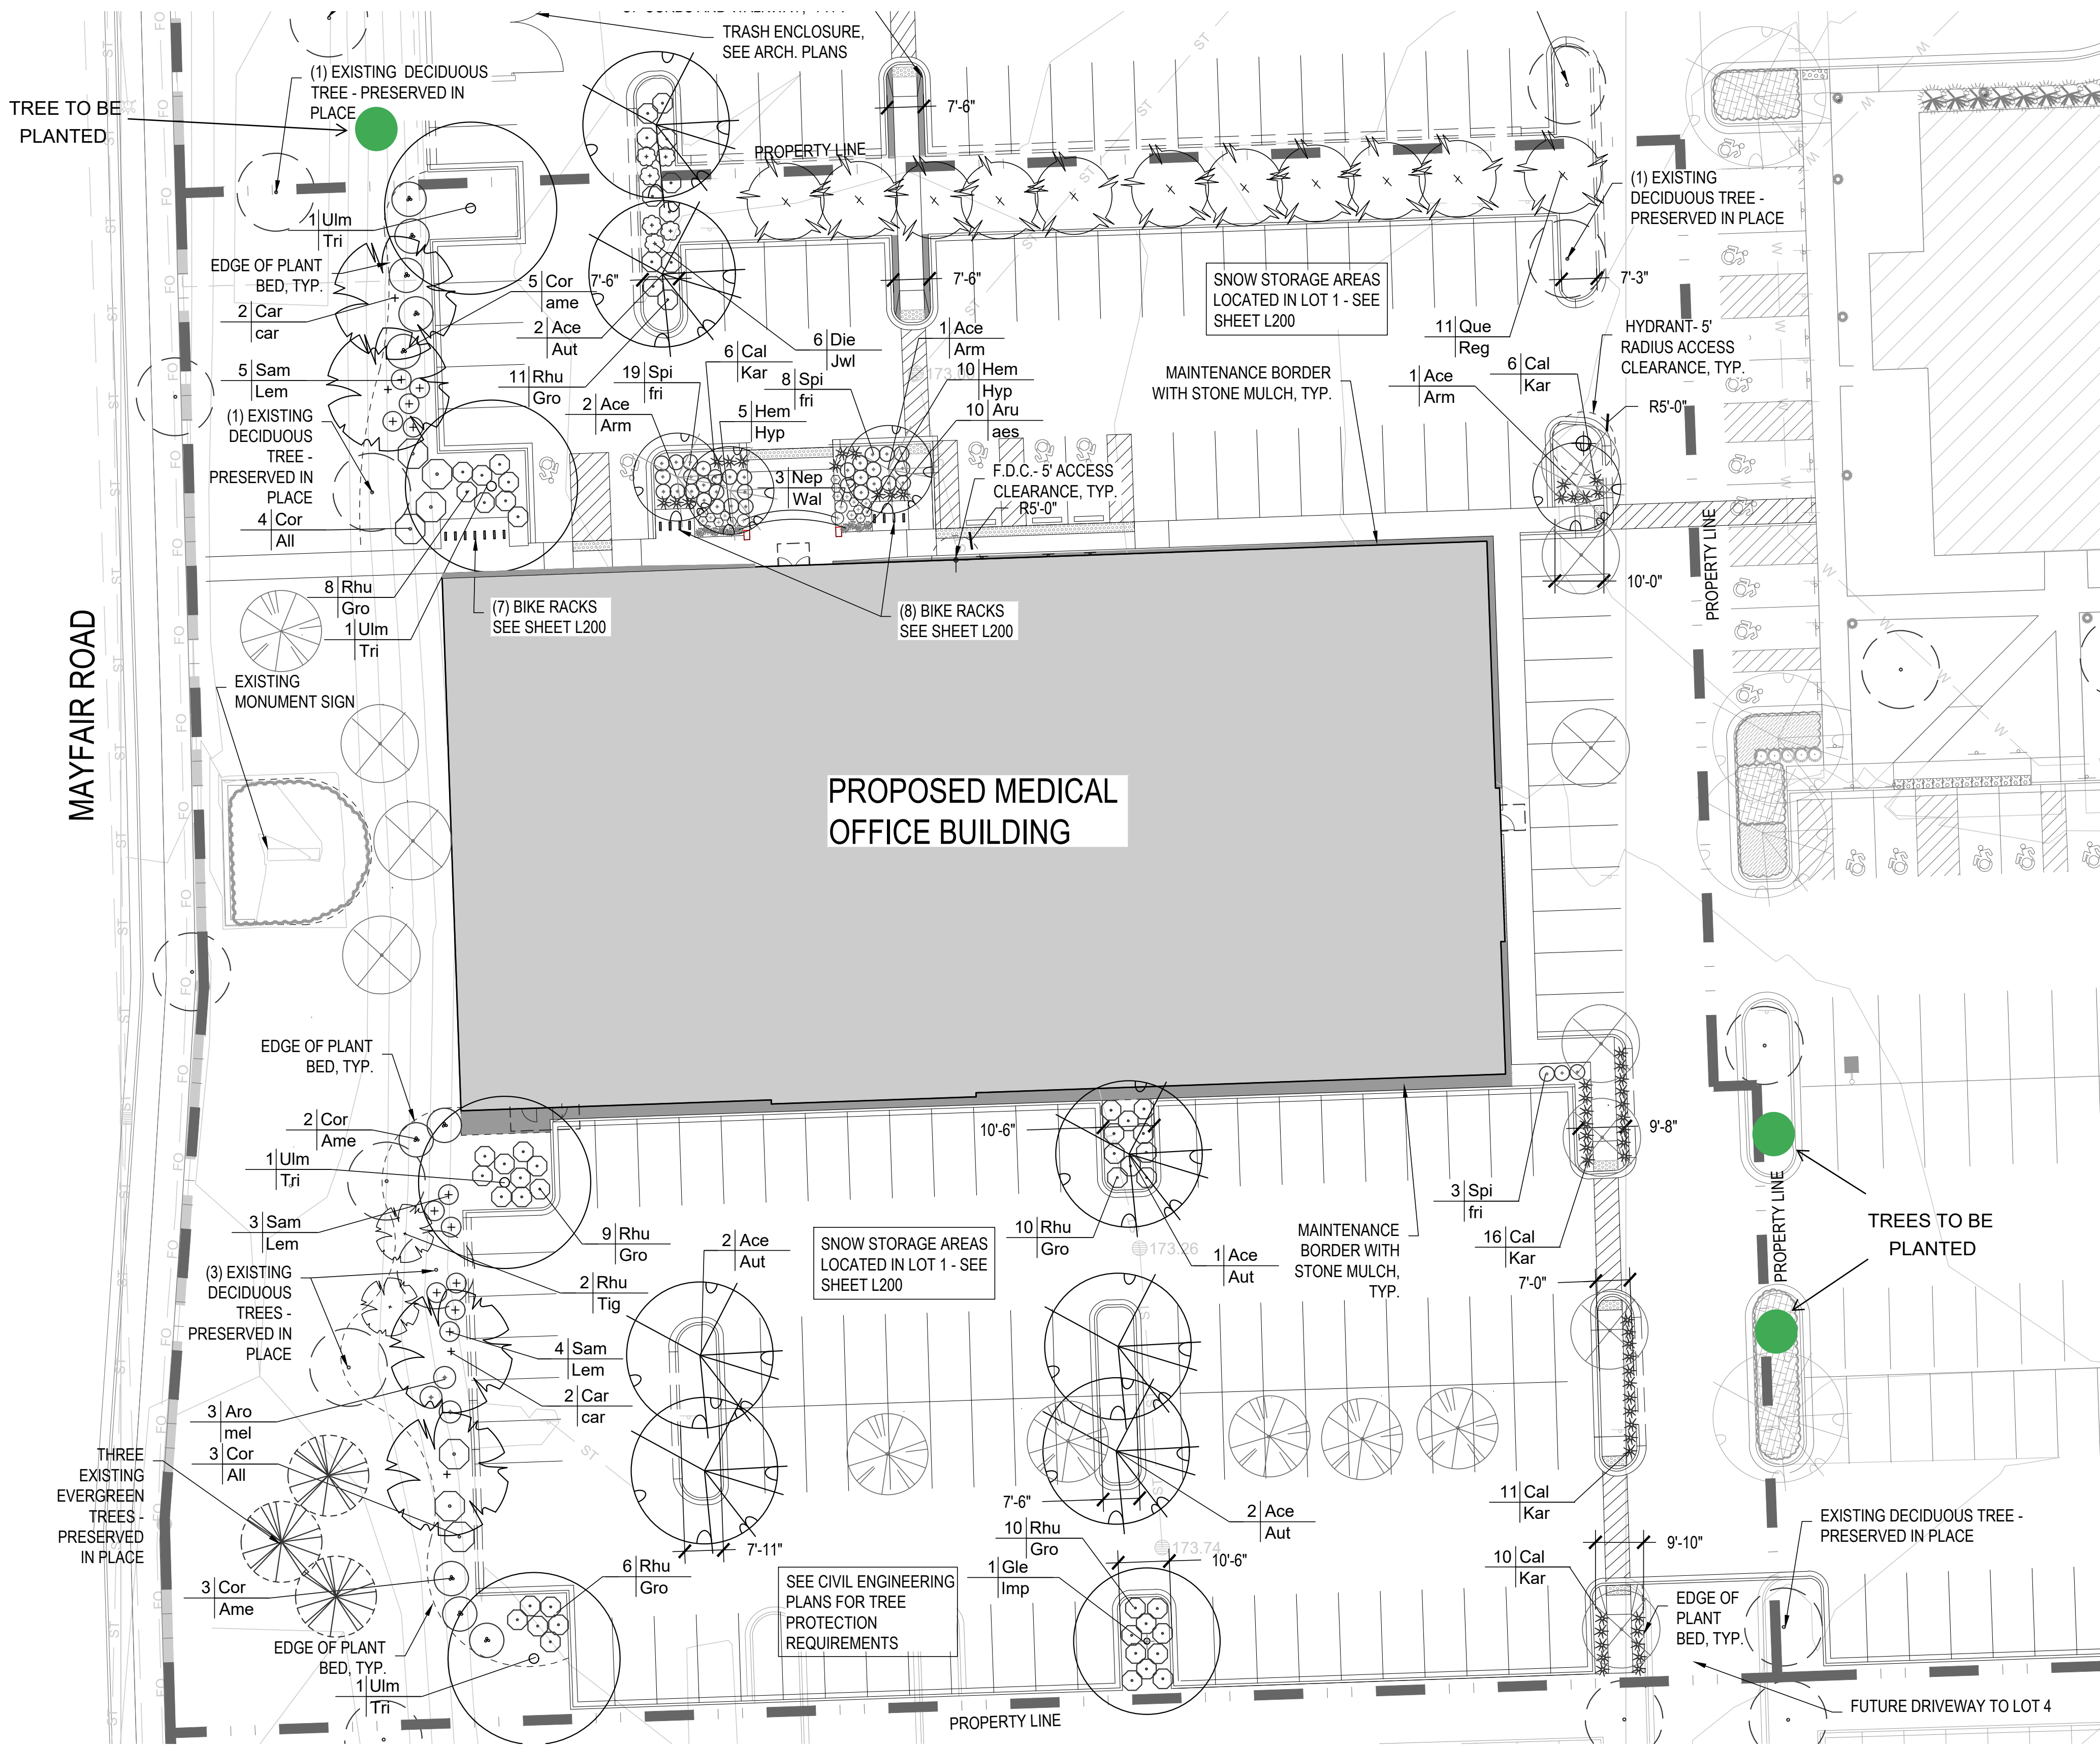 TRASH ENCLOSURE,
SEE ARCH. PLANS
(1) EXISTING DECIDUOUS
TREE - PRESERVED IN
PLACE
TREE TO BE
PLANTED
7'-6"
PROPERTY LINE
(1) EXISTING
DECIDUOUS TREE -
PRESERVED IN PLACE
1 Ulm
Tri
EDGE OF PLANT
BED, TYP.
5 Cor
ame
7'-6"
7'-6"
SNOW STORAGE AREAS
LOCATED IN LOT 1 - SEE
SHEET L200
7'-3"
2 Car
car
2 Ace
Aut
6 Die
Jwl
1 Ace
Arm
11 Que
Reg
HYDRANT- 5'
RADIUS ACCESS
CLEARANCE, TYP.
5 Sam
Lem
11 Rhu
Gro
19 Spi
fri
6 Cal
Kar
8 Spi
fri
10 Hem
Hyp
MAINTENANCE BORDER
WITH STONE MULCH, TYP.
1 Ace
Arm
6 Cal
Kar
R5'-0"
(1) EXISTING
DECIDUOUS
TREE -
PRESERVED IN
PLACE
2 Ace
Arm
5 Hem
Hyp
10 Aru
aes
3 Nep
Wal
F.D.C.- 5' ACCESS
CLEARANCE, TYP.
R5'-0"
4 Cor
All
PROPERTY LINE
10'-0"
8 Rhu
Gro
(7) BIKE RACKS
SEE SHEET L200
(8) BIKE RACKS
SEE SHEET L200
1 Ulm
Tri
MAYFAIR ROAD
EXISTING
MONUMENT SIGN
PROPOSED MEDICAL
OFFICE BUILDING
EDGE OF PLANT
BED, TYP.
2 Cor
Ame
10'-6"
9'-8"
1 Ulm
Tri
3 Spi
fri
PROPERTY LINE
TREES TO BE
PLANTED
3 Sam
Lem
9 Rhu
Gro
2 Ace
Aut
SNOW STORAGE AREAS
LOCATED IN LOT 1 - SEE
SHEET L200
10 Rhu
Gro
173.26
1 Ace
Aut
MAINTENANCE
BORDER WITH
STONE MULCH,
TYP.
16 Cal
Kar
7'-0"
(3) EXISTING
DECIDUOUS
TREES -
PRESERVED IN
PLACE
2 Rhu
Tig
4 Sam
Lem
2 Car
car
3 Aro
mel
3 Cor
All
THREE
EXISTING
EVERGREEN
TREES -
PRESERVED
IN PLACE
7'-6"
2 Ace
Aut
11 Cal
Kar
EXISTING DECIDUOUS TREE -
PRESERVED IN PLACE
7'-11"
10 Rhu
Gro
173.74
10'-6"
9'-10"
3 Cor
Ame
6 Rhu
Gro
SEE CIVIL ENGINEERING
PLANS FOR TREE
PROTECTION
REQUIREMENTS
1 Gle
Imp
10 Cal
Kar
EDGE OF
PLANT
BED, TYP.
EDGE OF PLANT
BED, TYP.
1 Ulm
Tri
PROPERTY LINE
FUTURE DRIVEWAY TO LOT 4